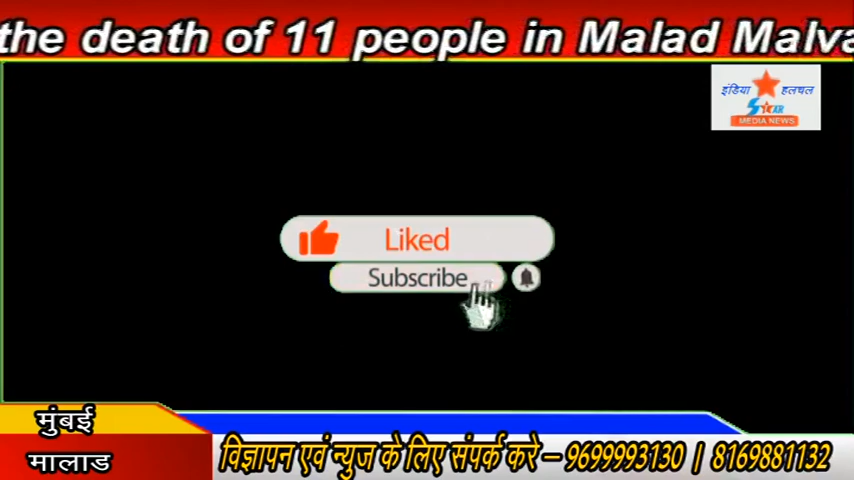 the death of 11 people in Malad Malva
इंडिया हलचल
STAR
MEDIA NEWS
Liked
Subscribe
मुंबई
मालाड
विज्ञापन एवं न्युज के लिए संपर्क करे – 9699993130 | 8169881132